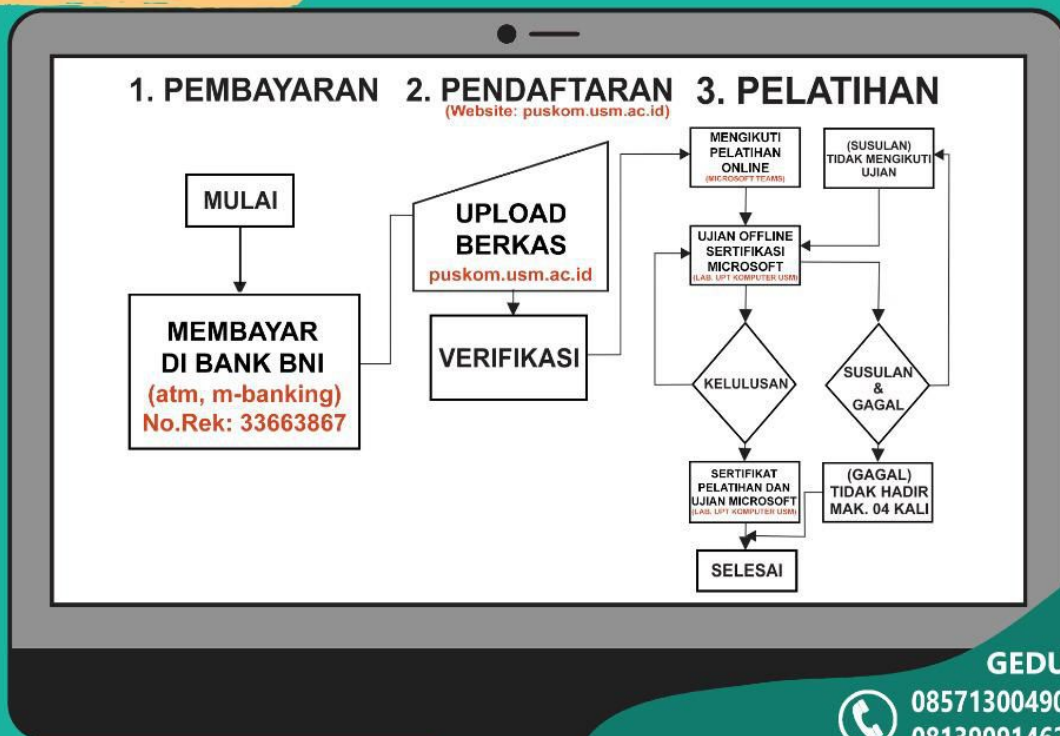 1. PEMBAYARAN
2. PENDAFTARAN
(Website: puskom.usm.ac.id)
3. PELATIHAN
MULAI
MEMBAYAR
DI BANK BNI
(atm, m-banking)
No.Rek: 33663867
UPLOAD
BERKAS
puskom.usm.ac.id
VERIFIKASI
MENGIKUTI
PELATIHAN
ONLINE
(MICROSOFT TEAMS)
(SUSULAN)
TIDAK MENGIKUTI
UJIAN
UJIAN OFFLINE
SERTIFIKASI
MICROSOFT
(LAB. UPT KOMPUTER USM)
KELULUSAN
SUSULAN
&
GAGAL
SERTIFIKAT
PELATIHAN DAN
UJIAN MICROSOFT
(LAB. UPT KOMPUTER USM)
(GAGAL)
TIDAK HADIR
MAK. 04 KALI
SELESAI
GEDU
08571300490